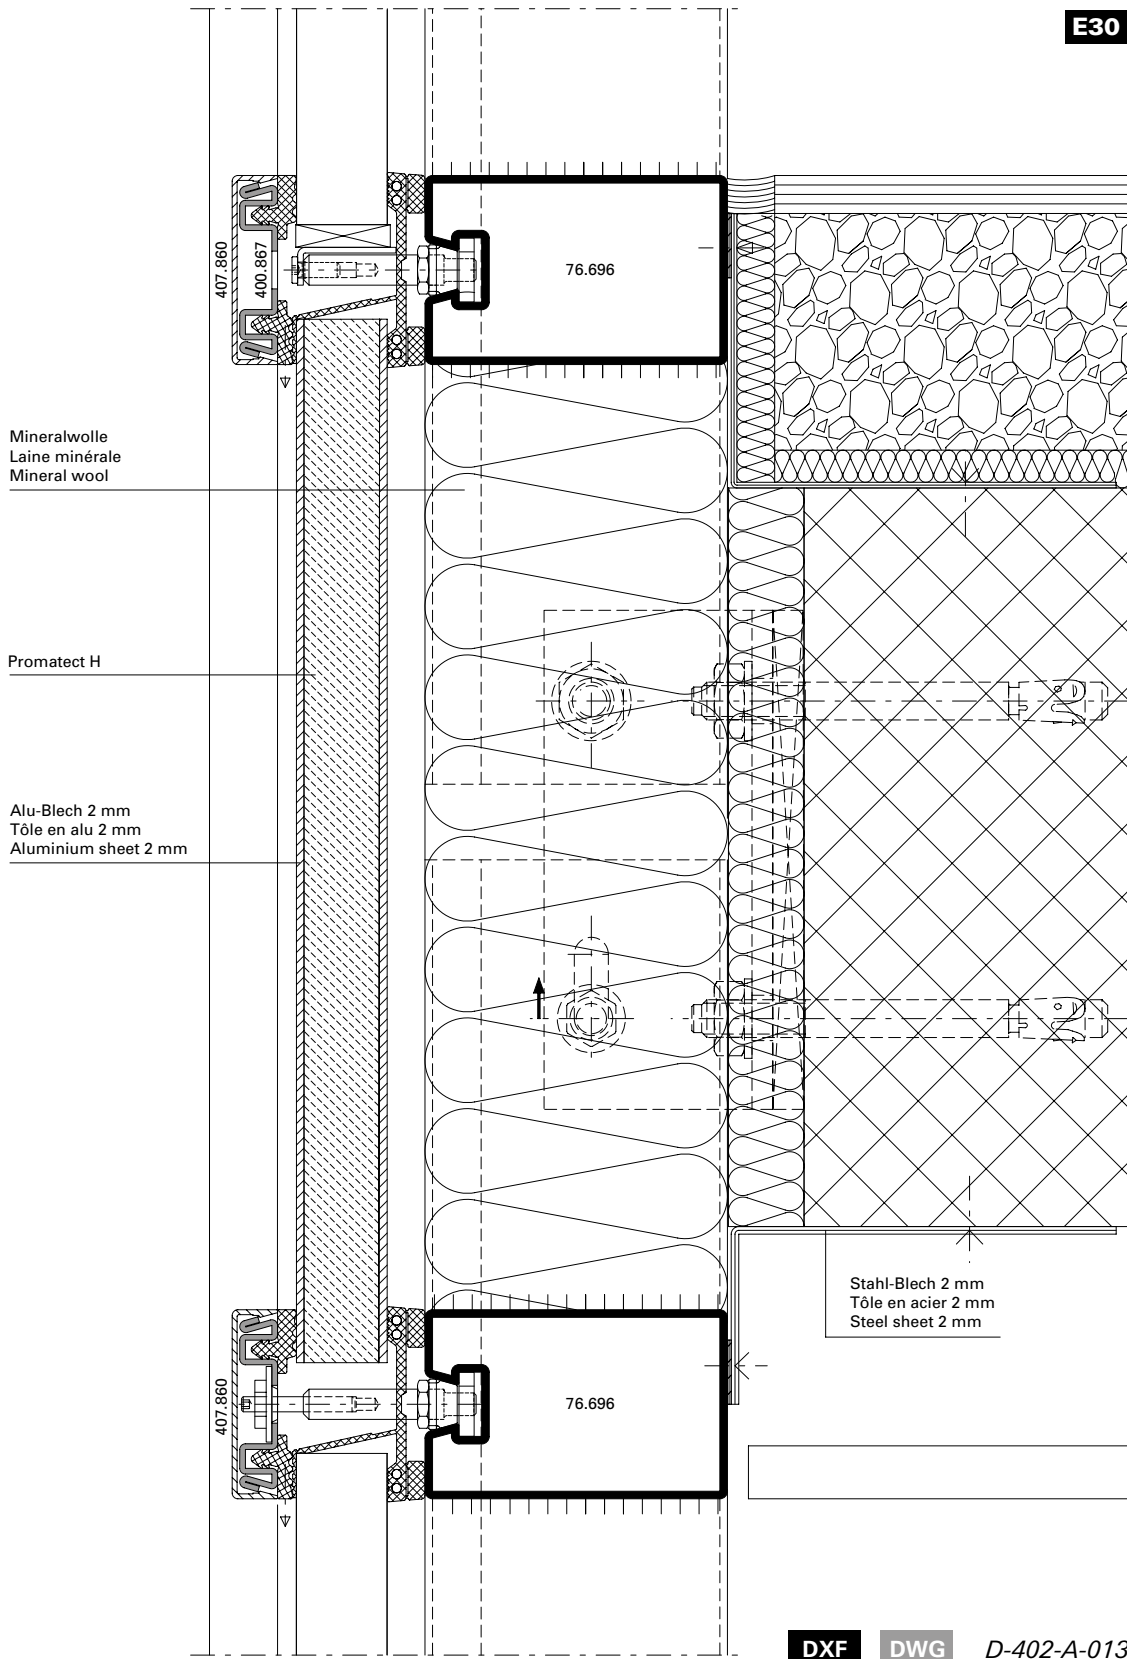 E30
407.860
400.867
76.696
Mineralwolle
Laine minérale
Mineral wool
Promatect H
Alu-Blech 2 mm
Tôle en alu 2 mm
Aluminium sheet 2 mm
Stahl-Blech 2 mm
Tôle en acier 2 mm
Steel sheet 2 mm
407.860
76.696
DXF
DWG
D-402-A-013